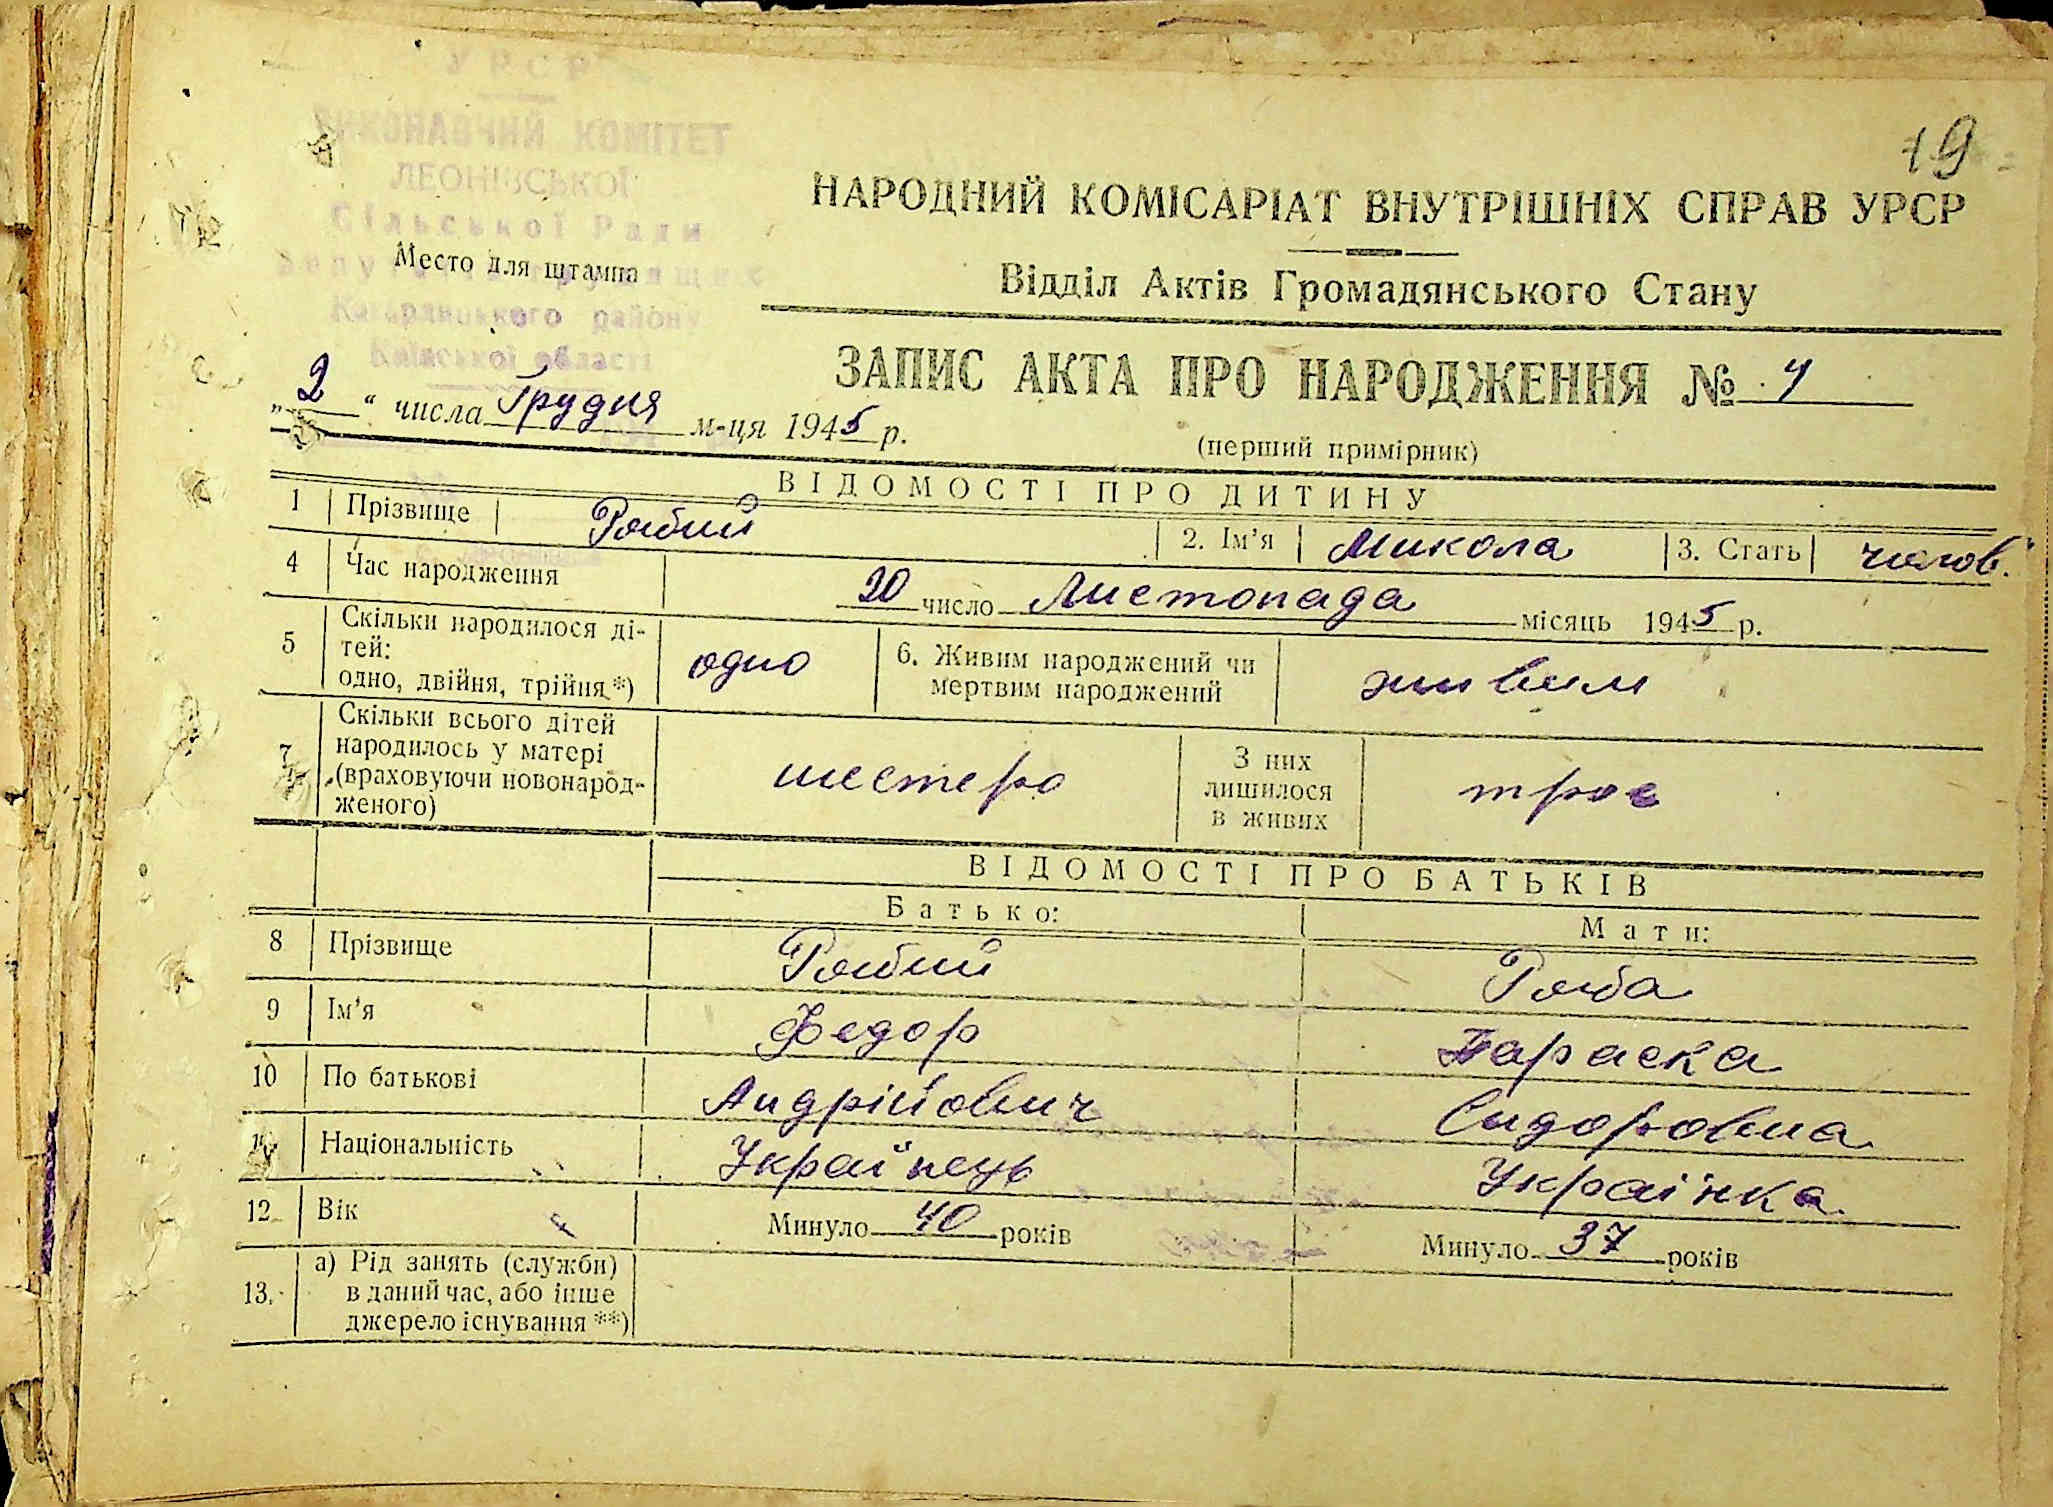 УРСР
ВИКОНАВЧИЙ КОМІТЕТ
ЛЕОНІВСЬКОЇ
Сільської Ради
депутатів трудящих
району
Київської області
Место для штампа
19
НАРОДНИЙ КОМІСАРІАТ ВНУТРІШНІХ СПРАВ УРСР
Відділ Актів Громадянського Стану
ЗАПИС АКТА ПРО НАРОДЖЕННЯ №
„2“ числа Грудня м-ця 1945 р.
(перший примірник)
ВІДОМОСТІ ПРО ДИТИНУ
1 Прізвище Рябий 2. Ім’я Микола 3. Стать чолов.
4 Час народження 20 число Листопада місяць 1945 р.
5 Скільки народилося ді-
тей:
одно, двійня, трійня *) одно 6. Живим народжений чи
мертвим народжений живим
7 Скільки всього дітей
народилось у матері
(враховуючи новонарод-
женого) шестеро З них
лишилося
в живих троє
ВІДОМОСТІ ПРО БАТЬКІВ
Батько: Мати:
8 Прізвище Рябий Ряба
9 Ім’я Федор Параска
10 По батькові Андрійович Сидоровна
11 Національність Українець Українка
12 Вік Минуло 40 років Минуло 37 років
13. а) Рід занять (служби)
в даний час, або інше
джерело існування **)